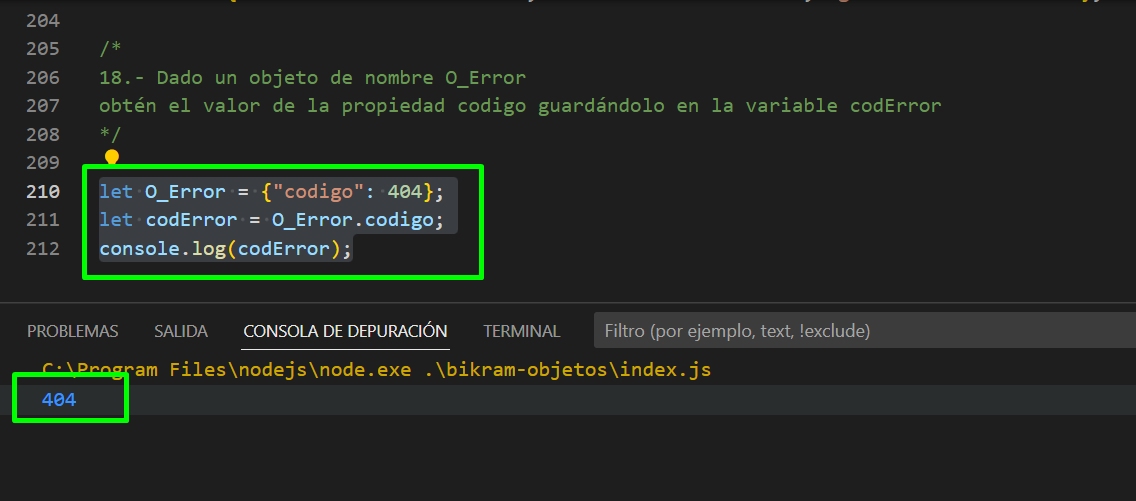 204
205 /*
206 18.- Dado un objeto de nombre O_Error
207 obtén el valor de la propiedad codigo guardándolo en la variable codError
208 */
209
210 let O_Error = {"codigo": 404};
211 let codError = O_Error.codigo;
212 console.log(codError);
PROBLEMAS SALIDA CONSOLA DE DEPURACIÓN TERMINAL Filtro (por ejemplo, text, !exclude)
C:\Program Files\nodejs\node.exe .\bikram-objetos\index.js
404